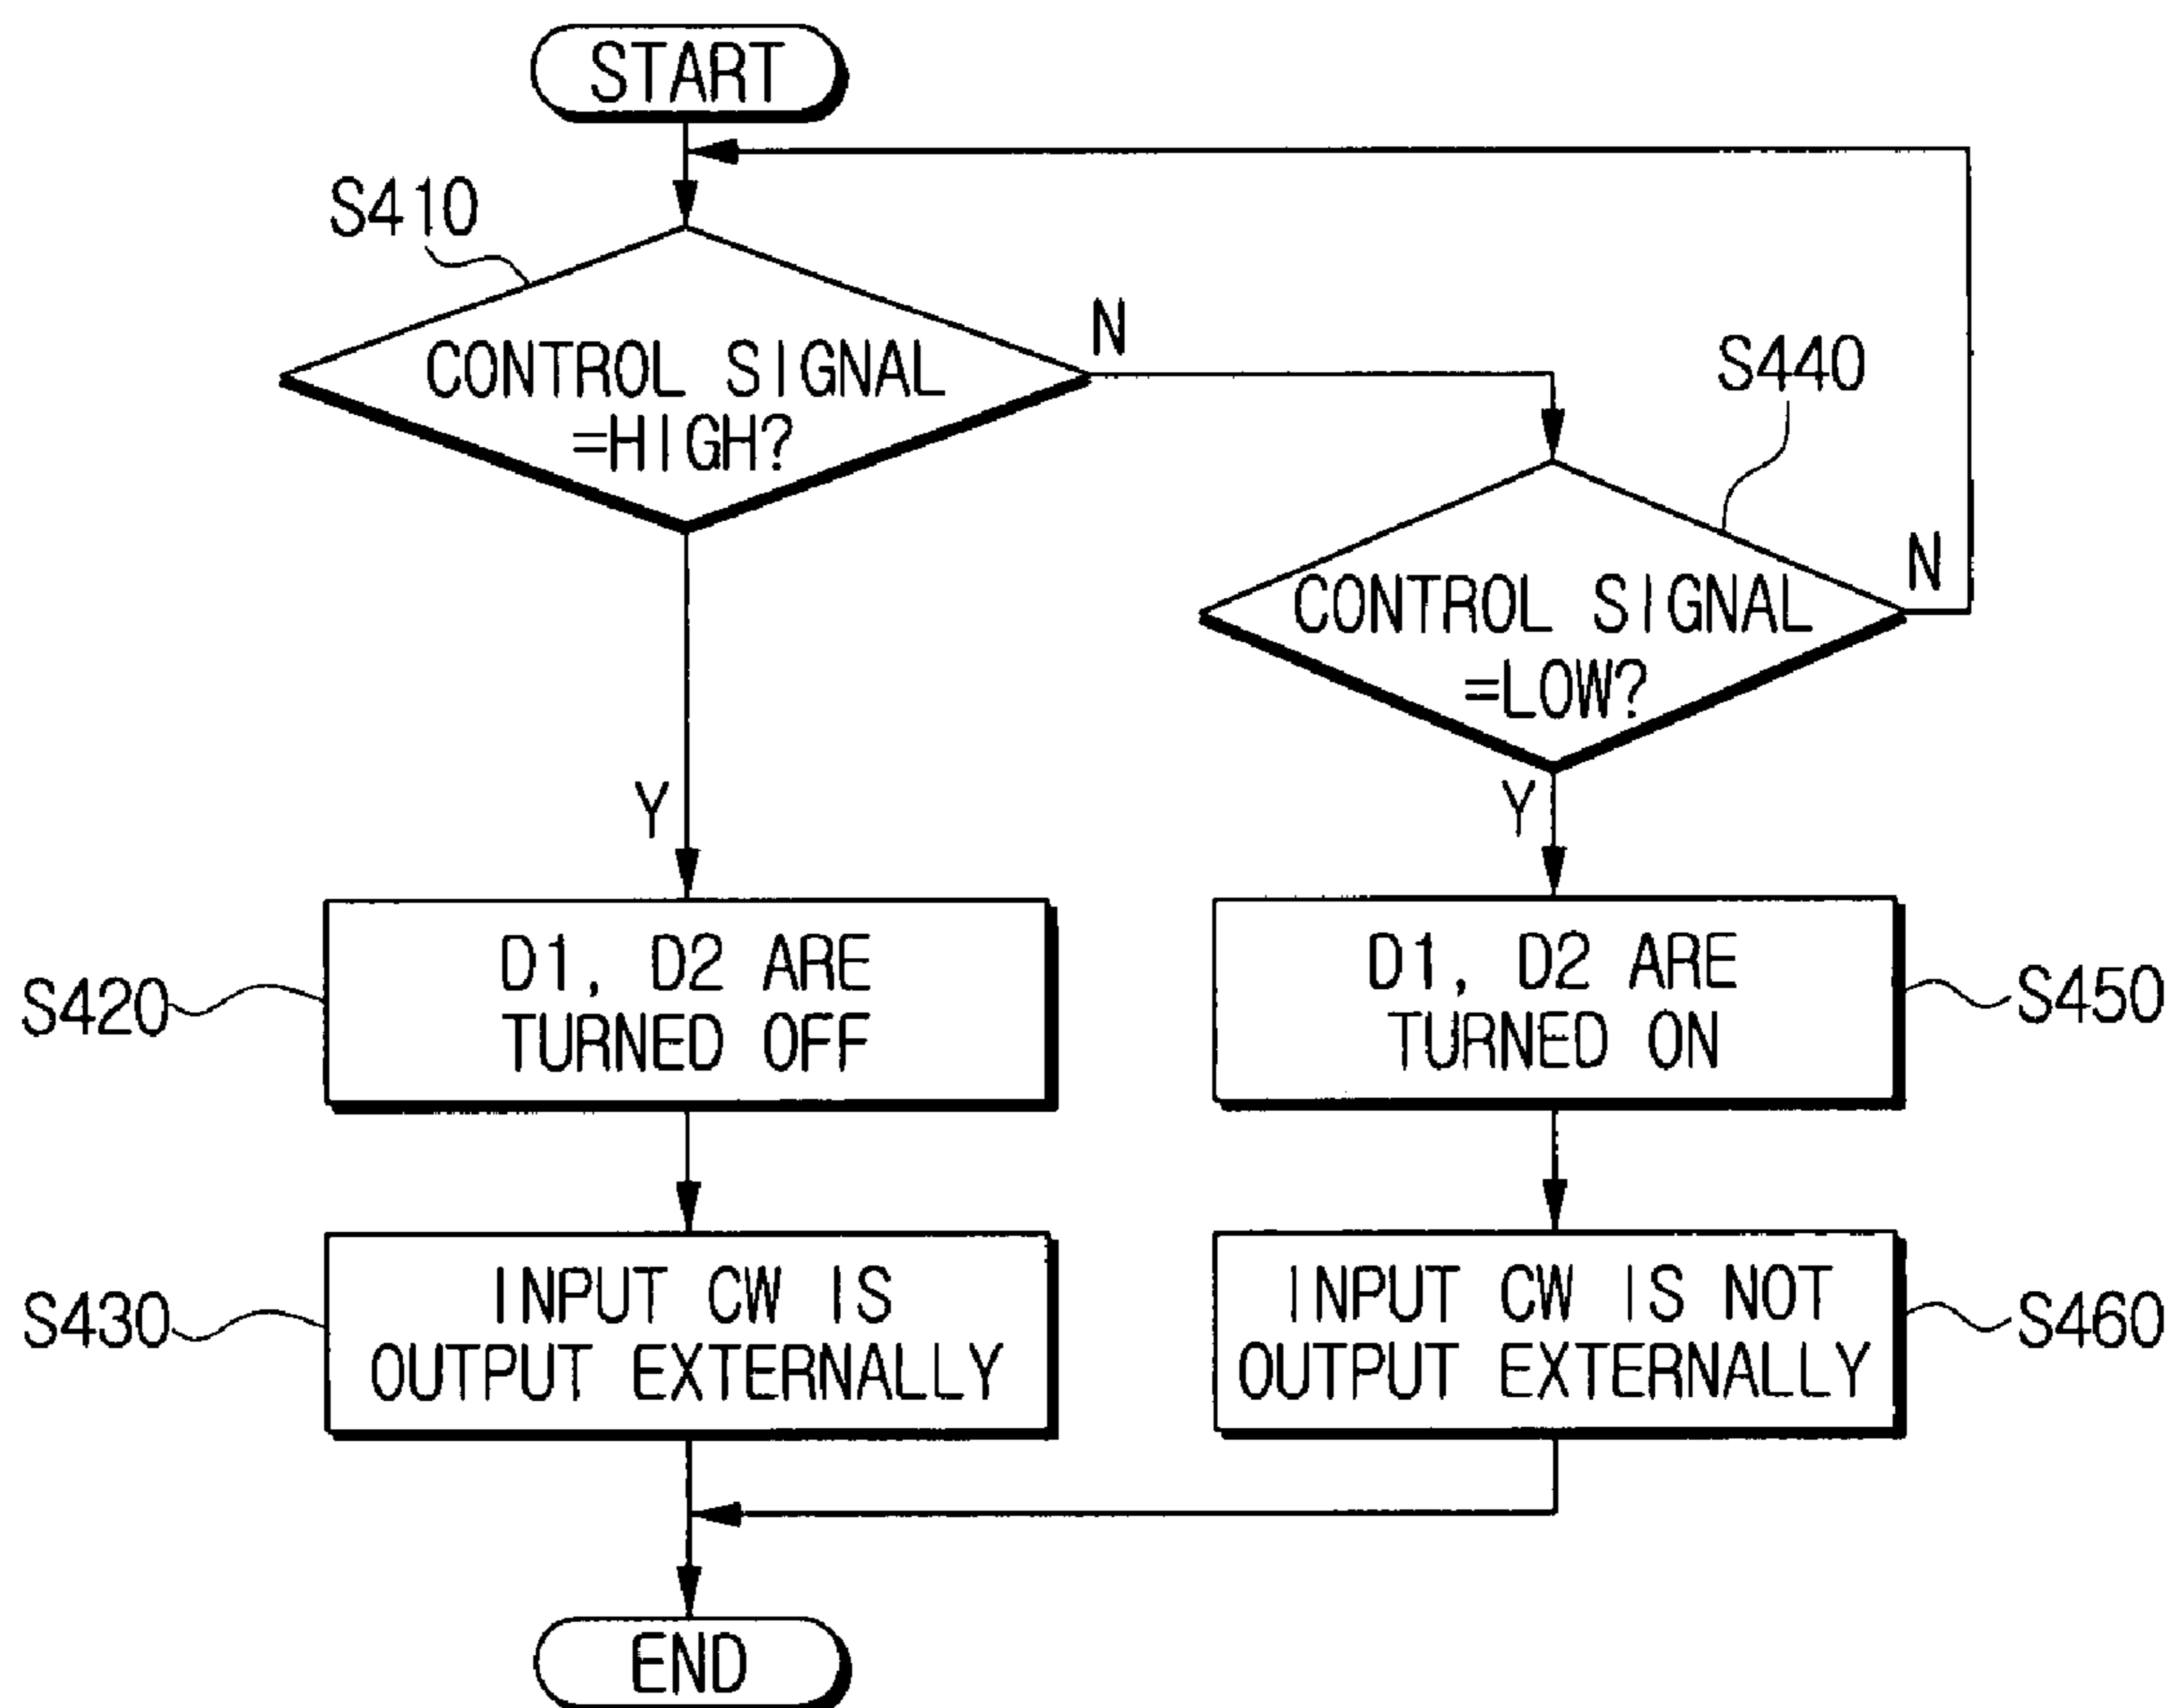 START
S410
CONTROL SIGNAL
=HIGH?
N
S440
CONTROL SIGNAL
=LOW?
N
Y
Y
S420
D1, D2 ARE
TURNED OFF
D1, D2 ARE
TURNED ON
S450
S430
INPUT CW IS
OUTPUT EXTERNALLY
INPUT CW IS NOT
OUTPUT EXTERNALLY
S460
END